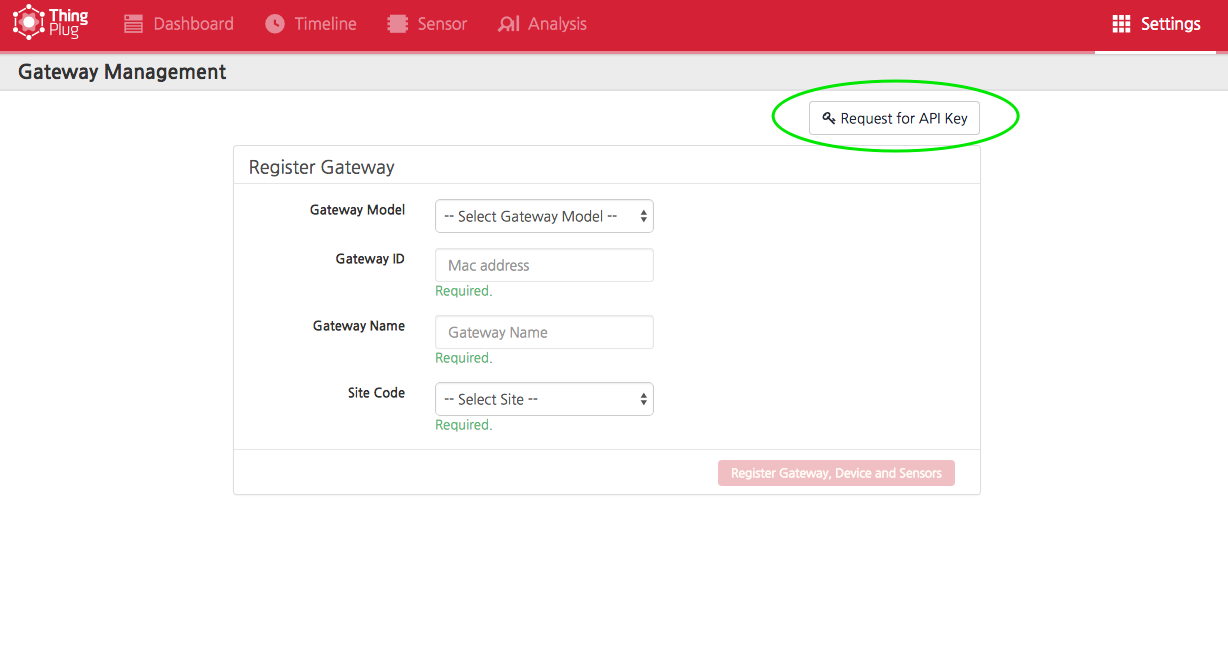 Thing
Plug
Dashboard
Timeline
Sensor
Analysis
Settings
Gateway Management
Request for API Key
Register Gateway
Gateway Model
-- Select Gateway Model --
Gateway ID
Mac address
Required.
Gateway Name
Gateway Name
Required.
Site Code
-- Select Site --
Required.
Register Gateway, Device and Sensors